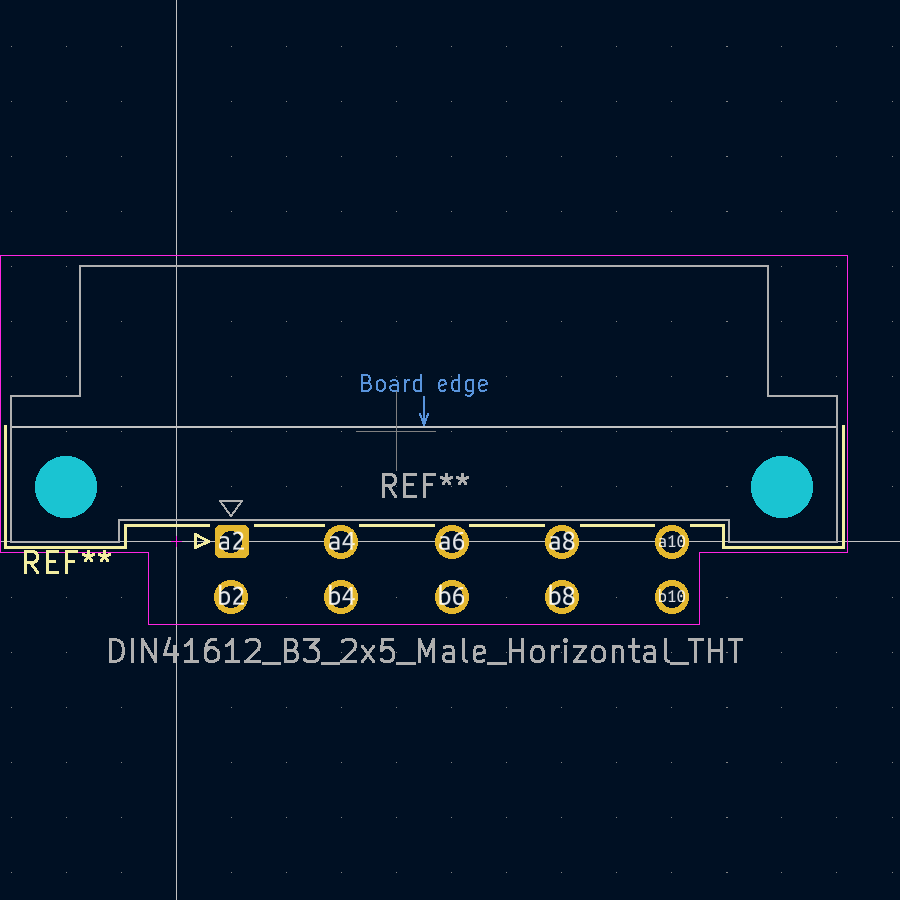 Board edge
REF**
a2 a4 a6 a8 a10
REF**
b2 b4 b6 b8 b10
DIN41612_B3_2x5_Male_Horizontal_THT